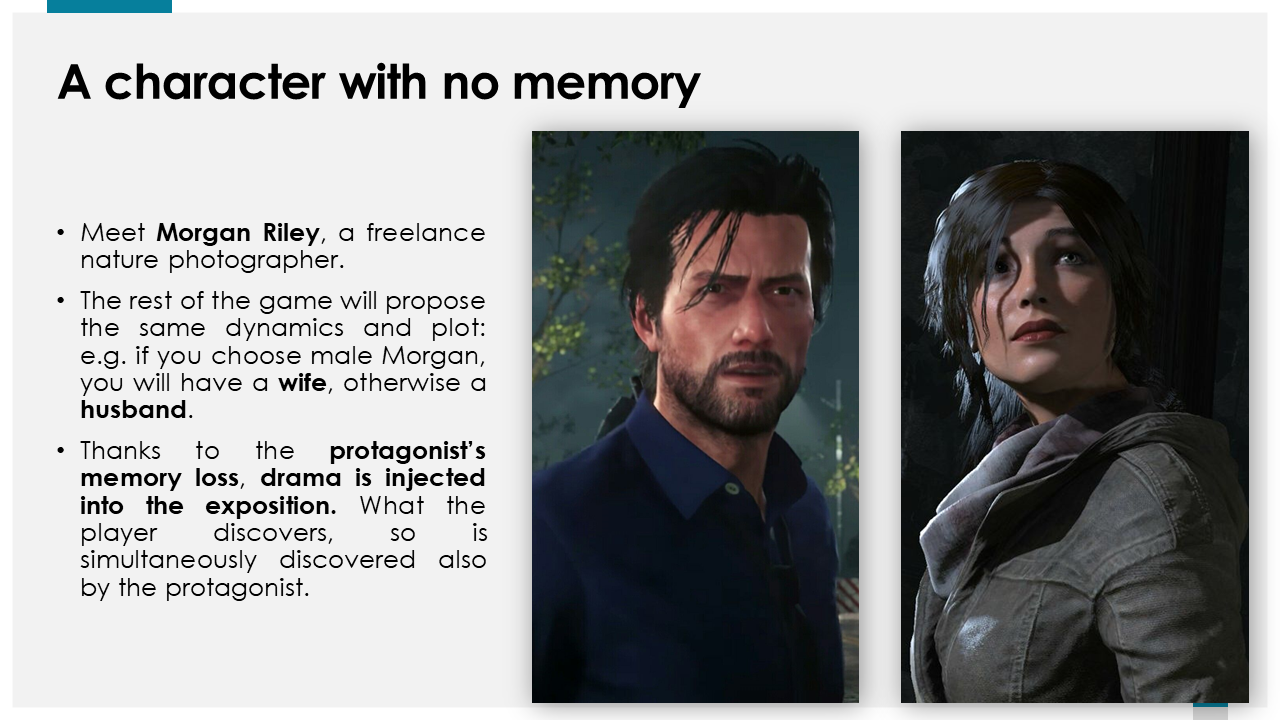 A character with no memory
• Meet Morgan Riley, a freelance
nature photographer.
• The rest of the game will propose
the same dynamics and plot:
e.g. if you choose male Morgan,
you will have a wife, otherwise a
husband.
• Thanks to the protagonist’s
memory loss, drama is injected
into the exposition. What the
player discovers, so is
simultaneously discovered also
by the protagonist.